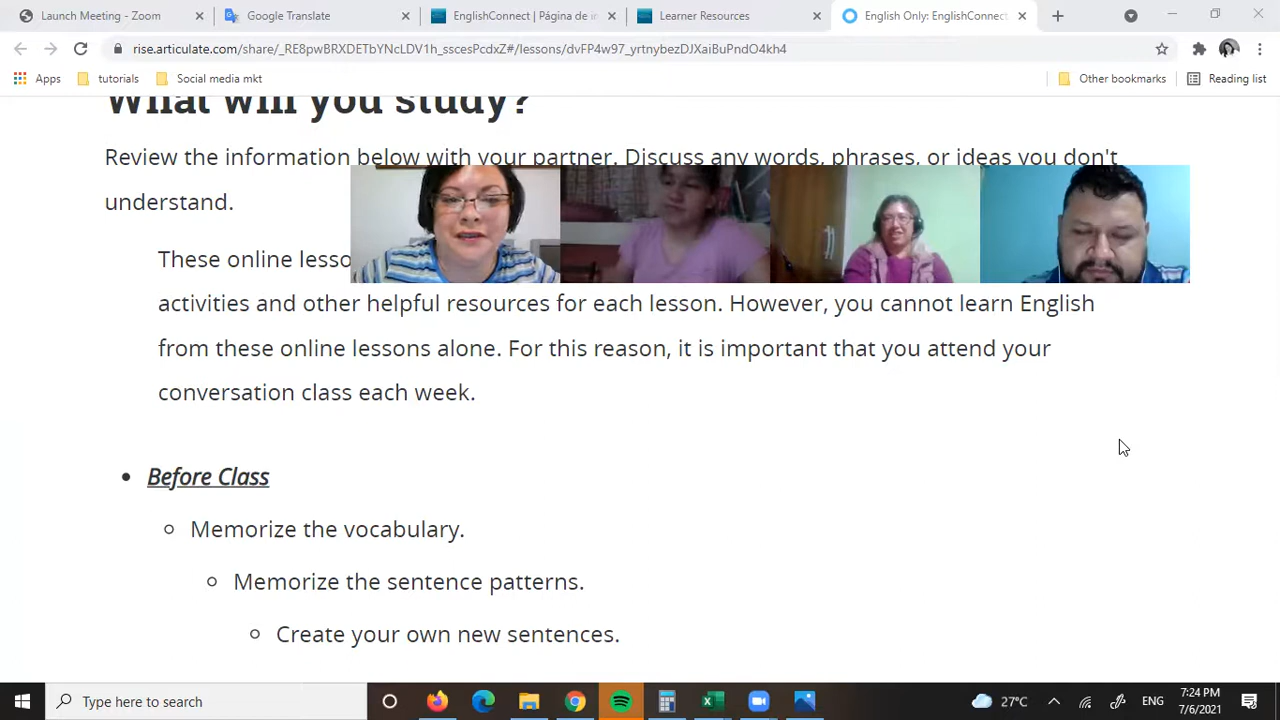 Launch Meeting - Zoom
Google Translate
EnglishConnect | Página de in
Learner Resources
English Only: EnglishConnect
rise.articulate.com/share/_RE8pwBRXDETbYNcLDV1h_sscesPcdxZ#/lessons/dvFP4w97_yrtnybezDJXaiBuPndO4kh4
Apps
tutorials
Social media mkt
Other bookmarks
Reading list
What will you study?
Review the information below with your partner. Discuss any words, phrases, or ideas you don't
understand.
These online lesso
activities and other helpful resources for each lesson. However, you cannot learn English
from these online lessons alone. For this reason, it is important that you attend your
conversation class each week.
Before Class
Memorize the vocabulary.
Memorize the sentence patterns.
Create your own new sentences.
Type here to search
27°C
ENG
7:24 PM
7/6/2021